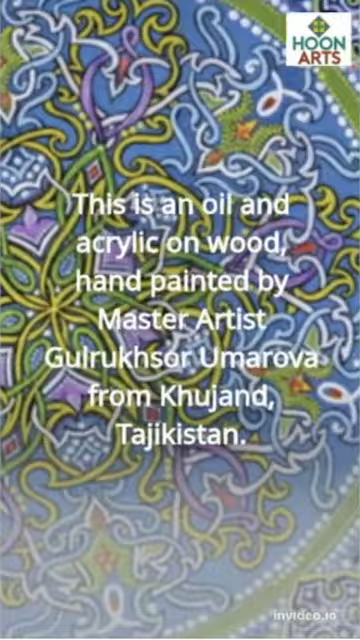 HOON
ARTS
This is an oil and
acrylic on wood,
hand painted by
Master Artist
Gulrukhsor Umarova
from Khujand,
Tajikistan.
invideo.io